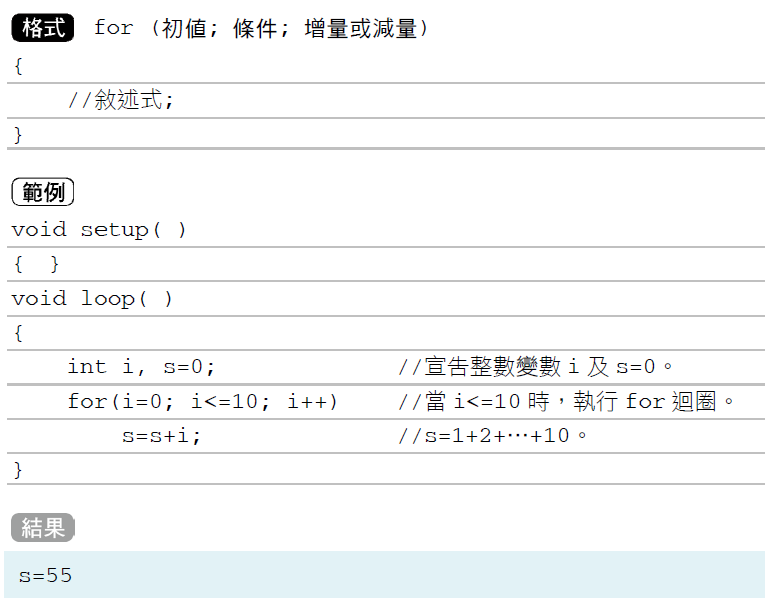 格式 for (初值; 條件; 增量或減量)
{
    //敘述式;
}
範例
void setup( )
{  }
void loop( )
{
    int i, s=0;    //宣告整數變數 i 及 s=0。
    for(i=0; i<=10; i++)    //當 i<=10 時，執行 for 迴圈。
        s=s+i;    //s=1+2+…+10。
}
結果
s=55